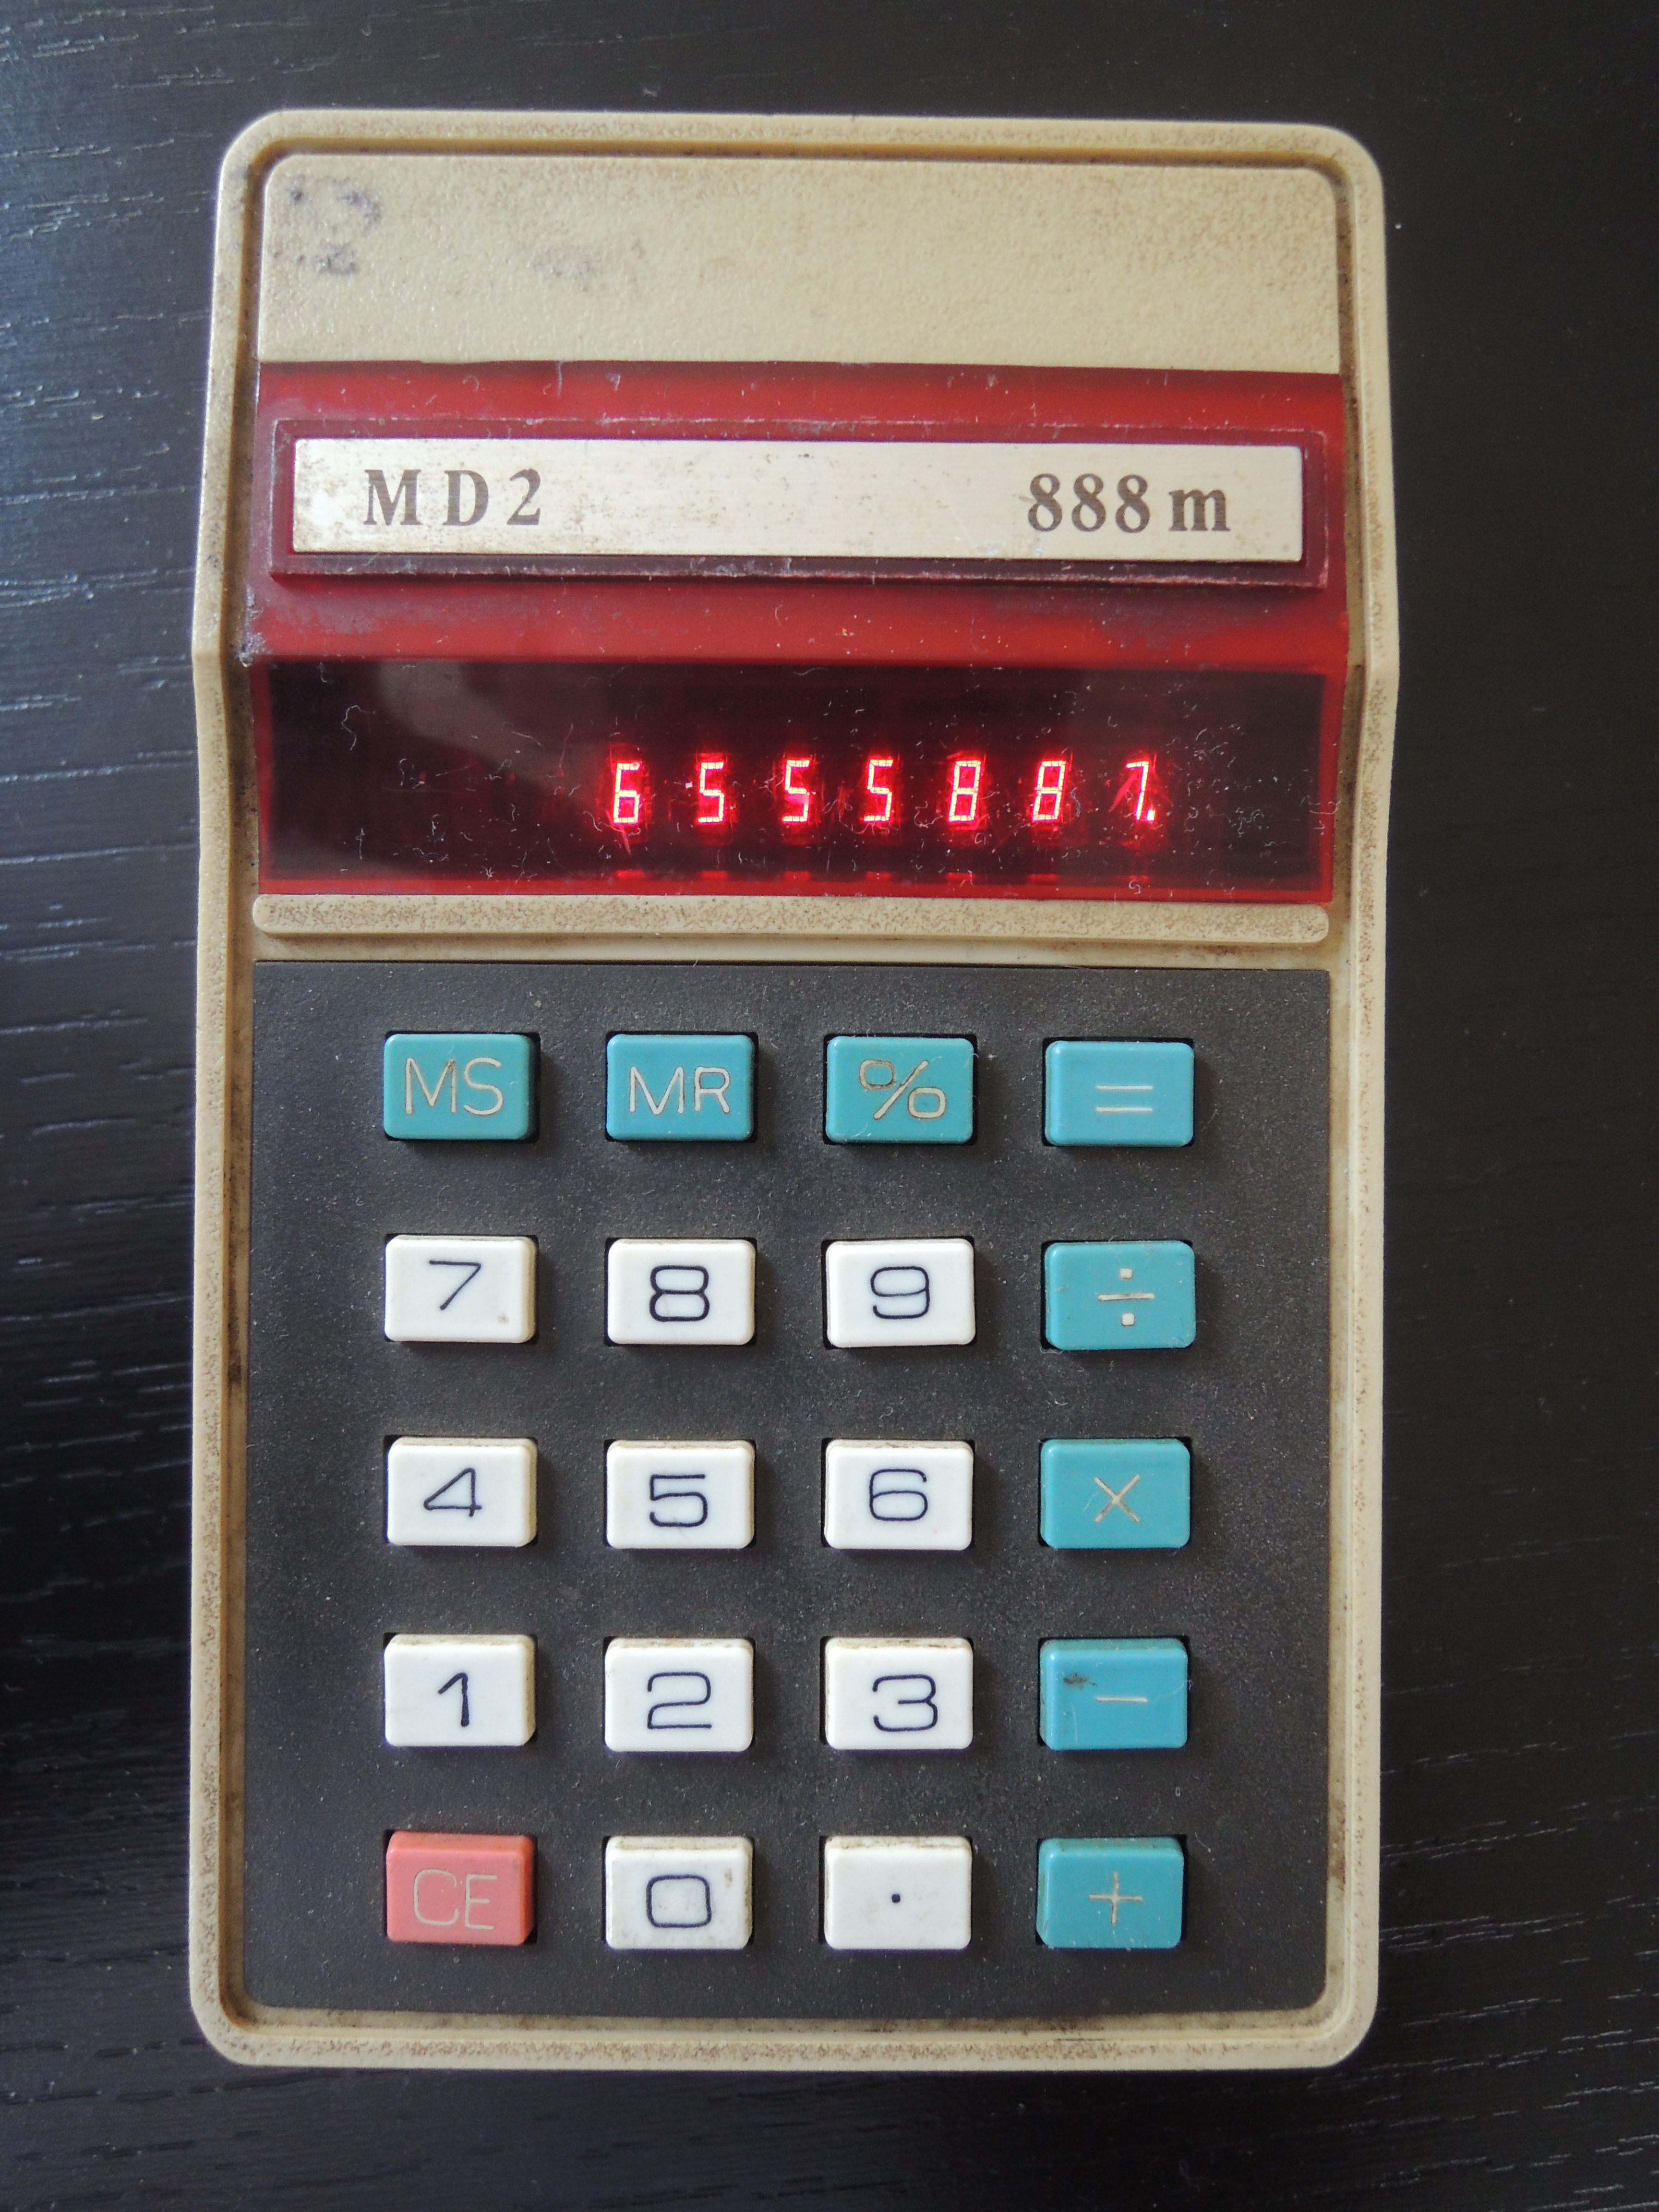 MD2 888m
6555887.
MS MR % =
7 8 9 ÷
4 5 6 ×
1 2 3 −
CE 0 . +